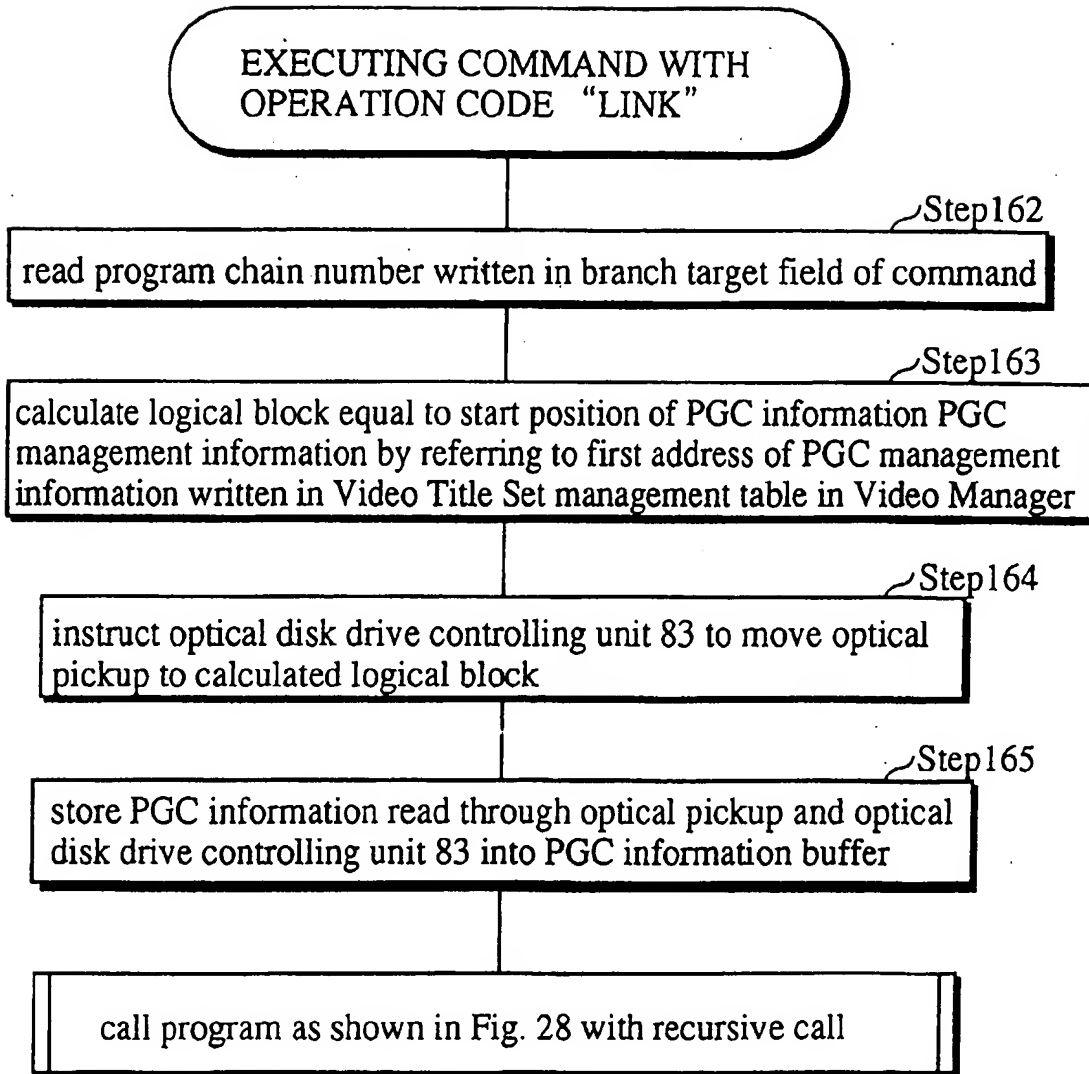 EXECUTING COMMAND WITH
OPERATION CODE “LINK”
Step162
read program chain number written in branch target field of command
Step163
calculate logical block equal to start position of PGC information PGC
management information by referring to first address of PGC management
information written in Video Title Set management table in Video Manager
Step164
instruct optical disk drive controlling unit 83 to move optical
pickup to calculated logical block
Step165
store PGC information read through optical pickup and optical
disk drive controlling unit 83 into PGC information buffer
call program as shown in Fig. 28 with recursive call